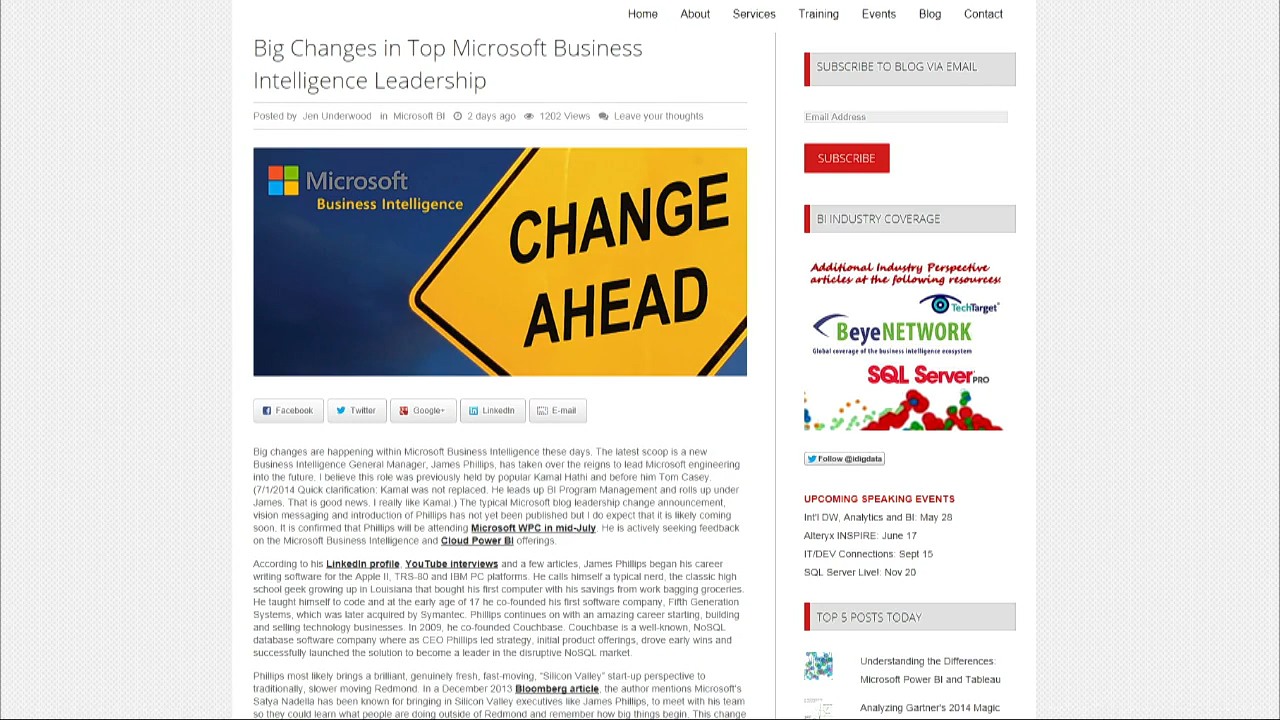 Home About Services Training Events Blog Contact
Big Changes in Top Microsoft Business
Intelligence Leadership
Posted by Jen Underwood in Microsoft BI 2 days ago 1202 Views Leave your thoughts
Microsoft
Business Intelligence
CHANGE
AHEAD
Facebook Twitter Google+ LinkedIn E-mail
Big changes are happening within Microsoft Business Intelligence these days. The latest scoop is a new
Business Intelligence General Manager, James Phillips, has taken over the reigns to lead Microsoft engineering
into the future. I believe this role was previously held by popular Kamal Hathi and before him Tom Casey.
(7/1/2014 Quick clarification: Kamal was not replaced. He leads up BI Program Management and rolls up under
James. That is good news. I really like Kamal.) The typical Microsoft blog leadership change announcement,
vision messaging and introduction of Phillips has not yet been published but I do expect that it is likely coming
soon. It is confirmed that Phillips will be attending Microsoft WPC in mid-July. He is actively seeking feedback
on the Microsoft Business Intelligence and Cloud Power BI offerings.
According to his LinkedIn profile, YouTube interviews and a few articles, James Phillips began his career
writing software for the Apple II, TRS-80 and IBM PC platforms. He calls himself a typical nerd, the classic high
school geek growing up in Louisiana that bought his first computer with his savings from work bagging groceries.
He taught himself to code and at the early age of 17 he co-founded his first software company, Fifth Generation
Systems, which was later acquired by Symantec. Phillips continues on with an amazing career starting, building
and selling technology businesses. In 2009, he co-founded Couchbase. Couchbase is a well-known, NoSQL
database software company where as CEO Phillips led strategy, initial product offerings, drove early wins and
successfully launched the solution to become a leader in the disruptive NoSQL market.
Phillips most likely brings a brilliant, genuinely fresh, fast-moving, "Silicon Valley" start-up perspective to
traditionally, slower moving Redmond. In a December 2013 Bloomberg article, the author mentions Microsoft's
Satya Nadella has been known for bringing in Silicon Valley executives like James Phillips, to meet with his team
so they could learn what people are doing outside of Redmond and remember how big things begin. This change
SUBSCRIBE TO BLOG VIA EMAIL
Email Address
SUBSCRIBE
BI INDUSTRY COVERAGE
Additional Industry Perspective
articles at the following resources:
TechTarget
BeyeNETWORK
Global coverage of the business intelligence ecosystem
SQL Server PRO
Follow @idigdata
UPCOMING SPEAKING EVENTS
Int'l DW, Analytics and BI: May 28
Alteryx INSPIRE: June 17
IT/DEV Connections: Sept 15
SQL Server Live!: Nov 20
TOP 5 POSTS TODAY
Understanding the Differences:
Microsoft Power BI and Tableau
Analyzing Gartner's 2014 Magic